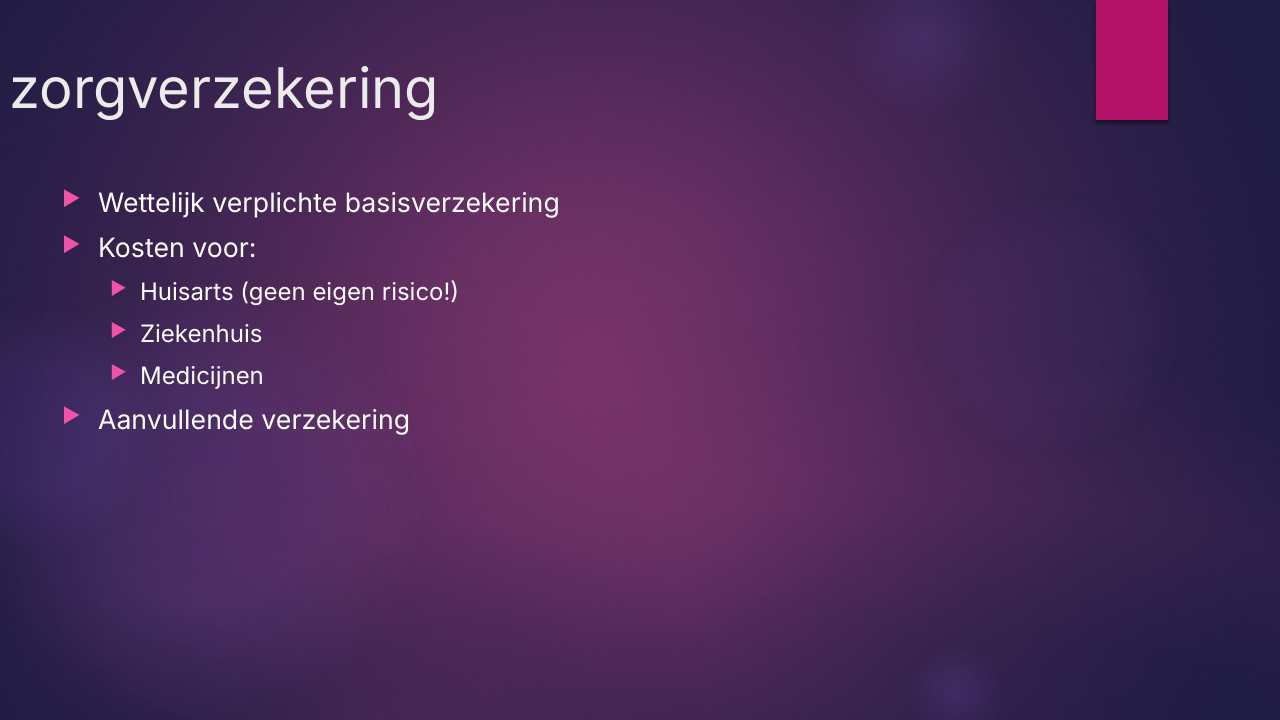 zorgverzekering
Wettelijk verplichte basisverzekering
Kosten voor:
Huisarts (geen eigen risico!)
Ziekenhuis
Medicijnen
Aanvullende verzekering